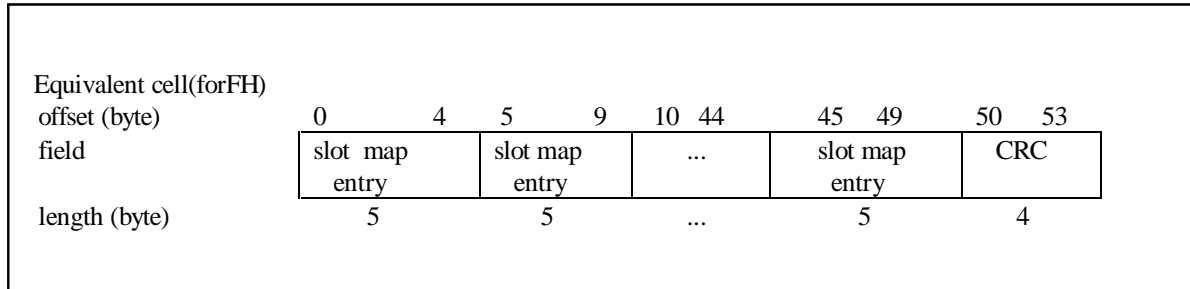 Equivalent cell(forFH)
offset (byte) 0 4 5 9 10 44 45 49 50 53
field slot map slot map ... slot map CRC
entry entry entry
length (byte) 5 5 ... 5 4